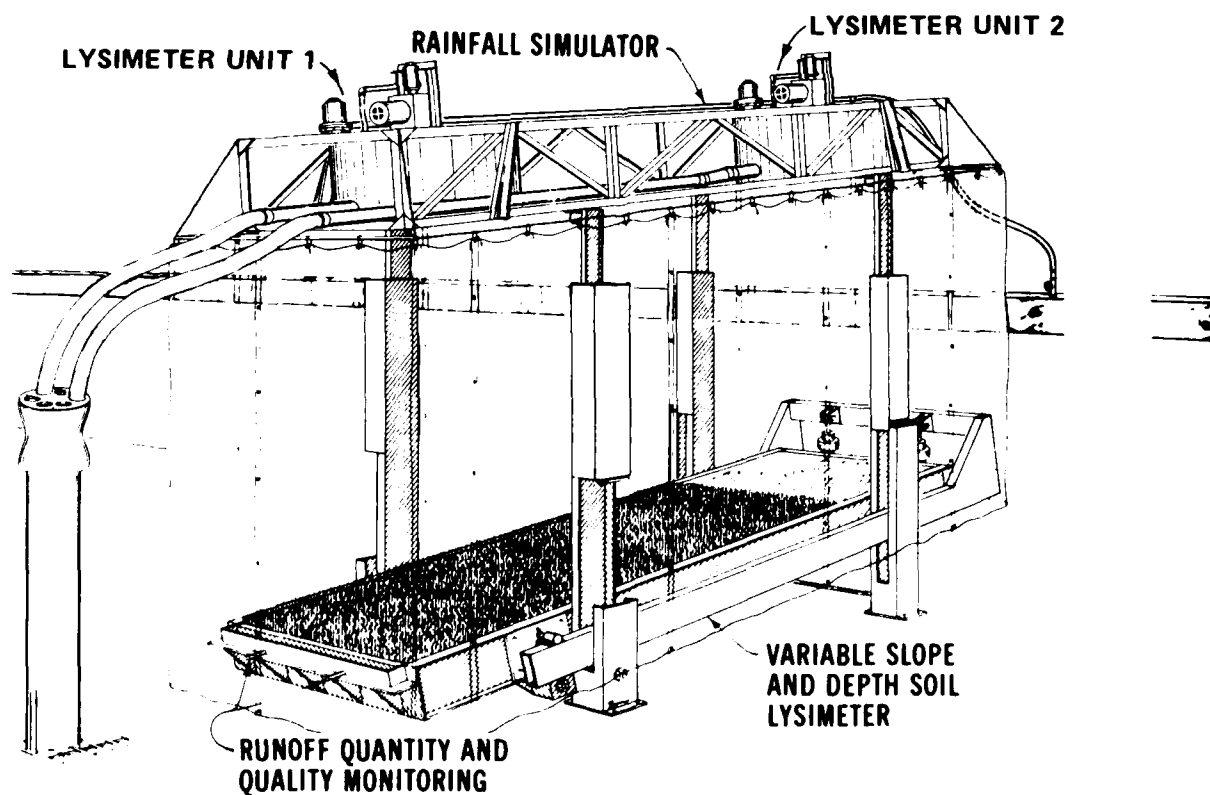 LYSIMETER UNIT 1
RAINFALL SIMULATOR
LYSIMETER UNIT 2
VARIABLE SLOPE
AND DEPTH SOIL
LYSIMETER
RUNOFF QUANTITY AND
QUALITY MONITORING